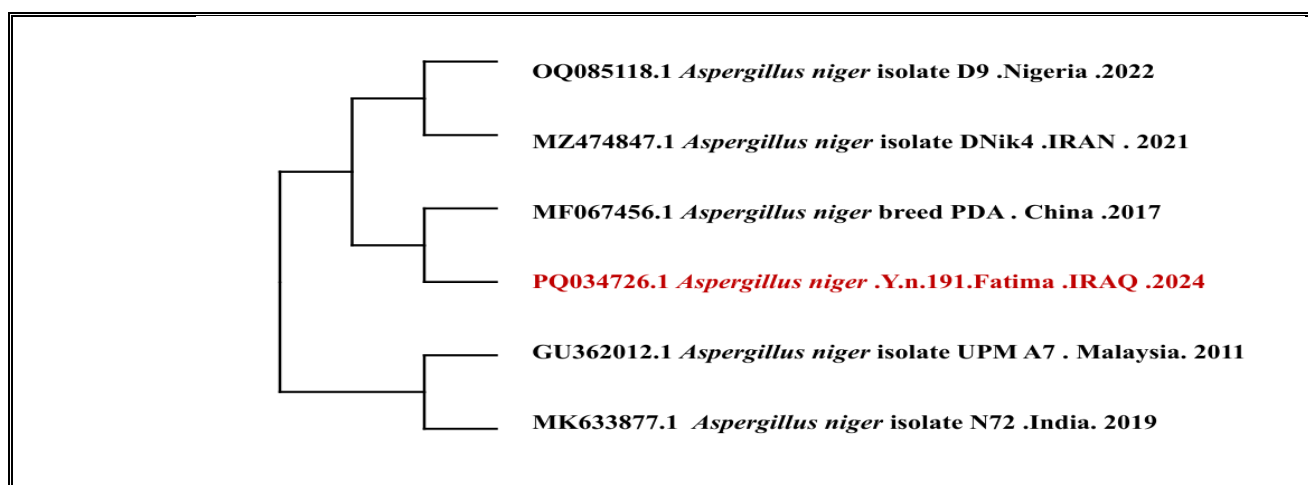 OQ085118.1 Aspergillus niger isolate D9 .Nigeria .2022
MZ474847.1 Aspergillus niger isolate DNik4 .IRAN . 2021
MF067456.1 Aspergillus niger breed PDA . China .2017
PQ034726.1 Aspergillus niger .Y.n.191.Fatima .IRAQ .2024
GU362012.1 Aspergillus niger isolate UPM A7 . Malaysia. 2011
MK633877.1 Aspergillus niger isolate N72 .India. 2019